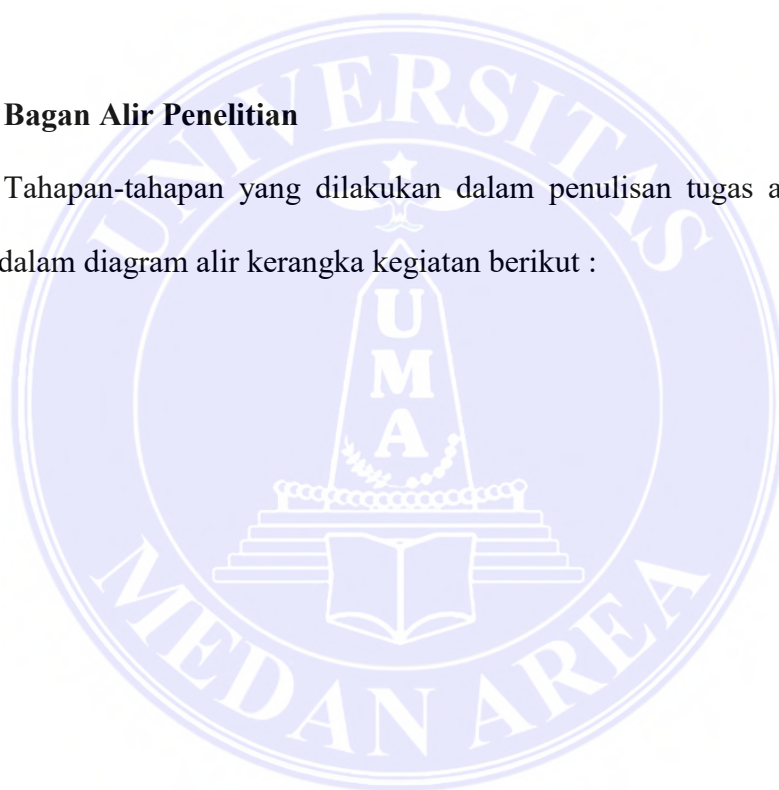 Bagan Alir Penelitian
Tahapan-tahapan yang dilakukan dalam penulisan tugas a
dalam diagram alir kerangka kegiatan berikut :
UNIVERSITAS
U
M
A
MEDAN AREA